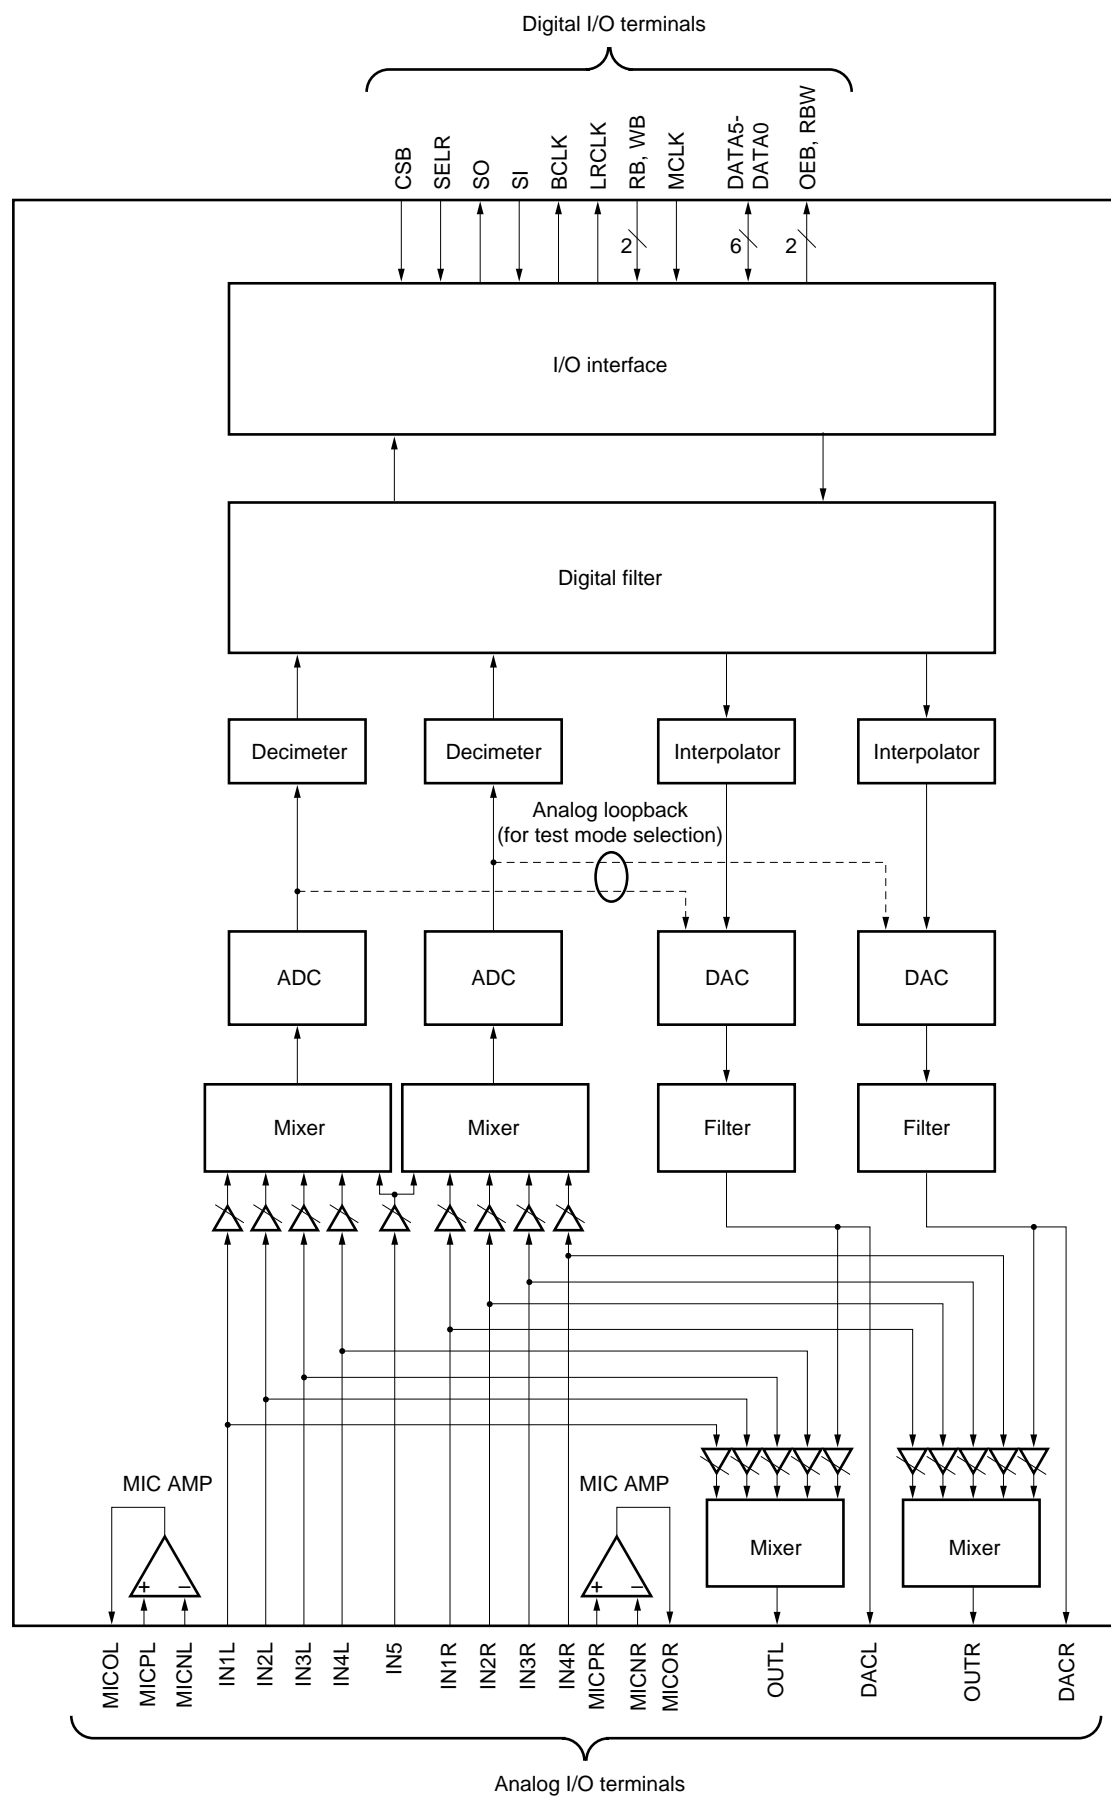 Digital I/O terminals
CSB
SELR
SO
SI
BCLK
LRCLK
RB, WB
MCLK
DATA5-
DATA0
OEB, RBW
2
6
2
I/O interface
Digital filter
Decimeter
Decimeter
Interpolator
Interpolator
Analog loopback
(for test mode selection)
ADC
ADC
DAC
DAC
Mixer
Mixer
Filter
Filter
MIC AMP
MIC AMP
+
−
+
−
Mixer
Mixer
MICOL
MICPL
MICNL
IN1L
IN2L
IN3L
IN4L
IN5
IN1R
IN2R
IN3R
IN4R
MICPR
MICNR
MICOR
OUTL
DACL
OUTR
DACR
Analog I/O terminals